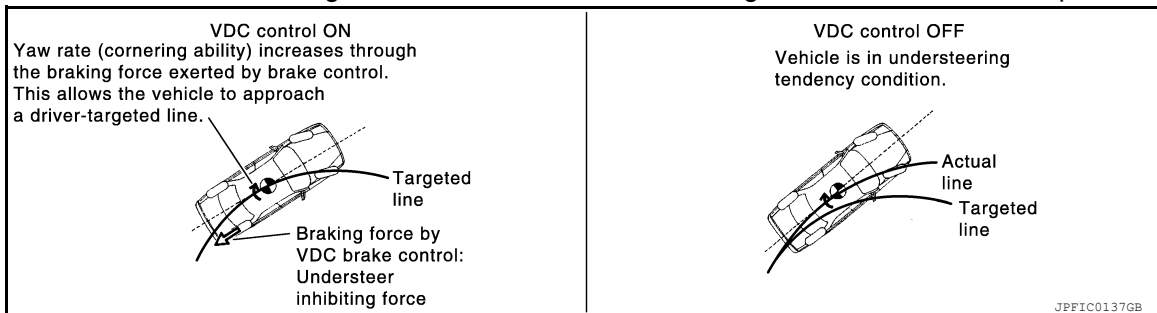 VDC control ON
Yaw rate (cornering ability) increases through
the braking force exerted by brake control.
This allows the vehicle to approach
a driver-targeted line.
Targeted
line
Braking force by
VDC brake control:
Understeer
inhibiting force
VDC control OFF
Vehicle is in understeering
tendency condition.
Actual
line
Targeted
line
JPFIC0137GB